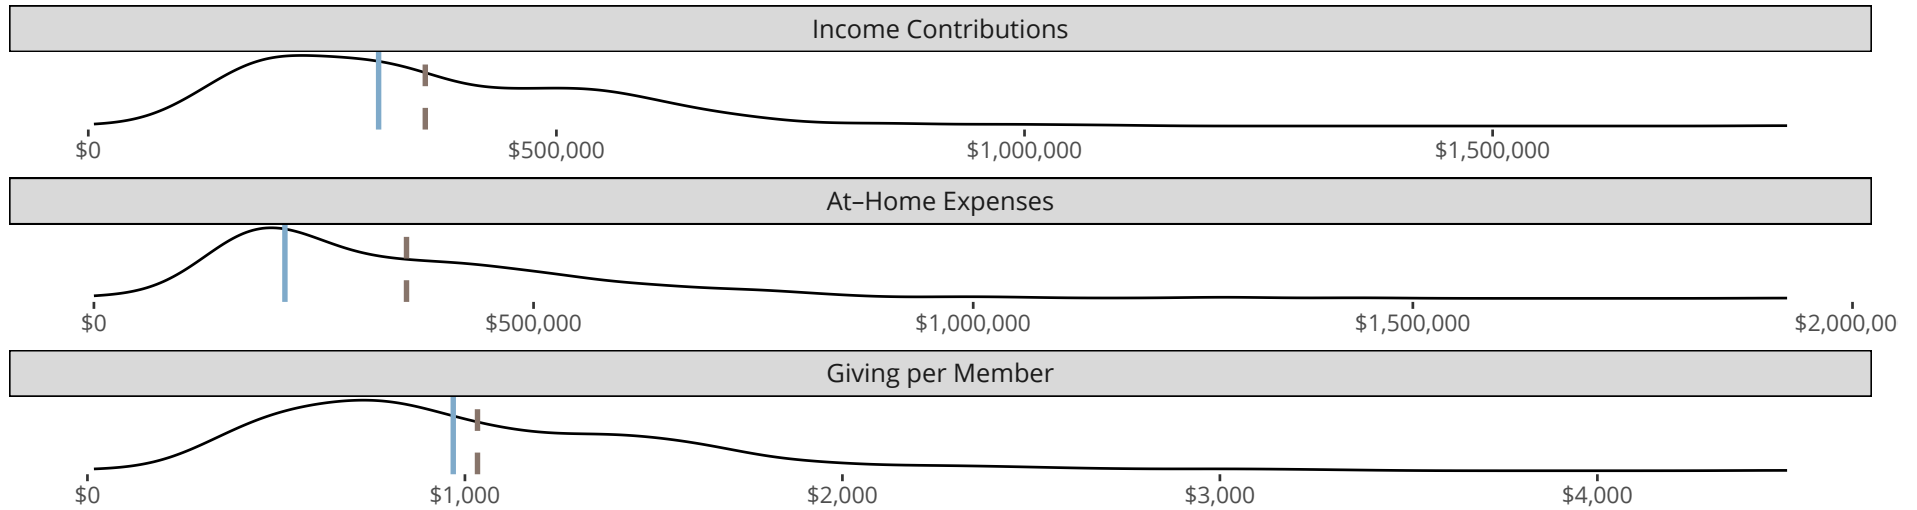 Income Contributions
$0 $500,000 $1,000,000 $1,500,000
At–Home Expenses
$0 $500,000 $1,000,000 $1,500,000 $2,000,00
Giving per Member
$0 $1,000 $2,000 $3,000 $4,000